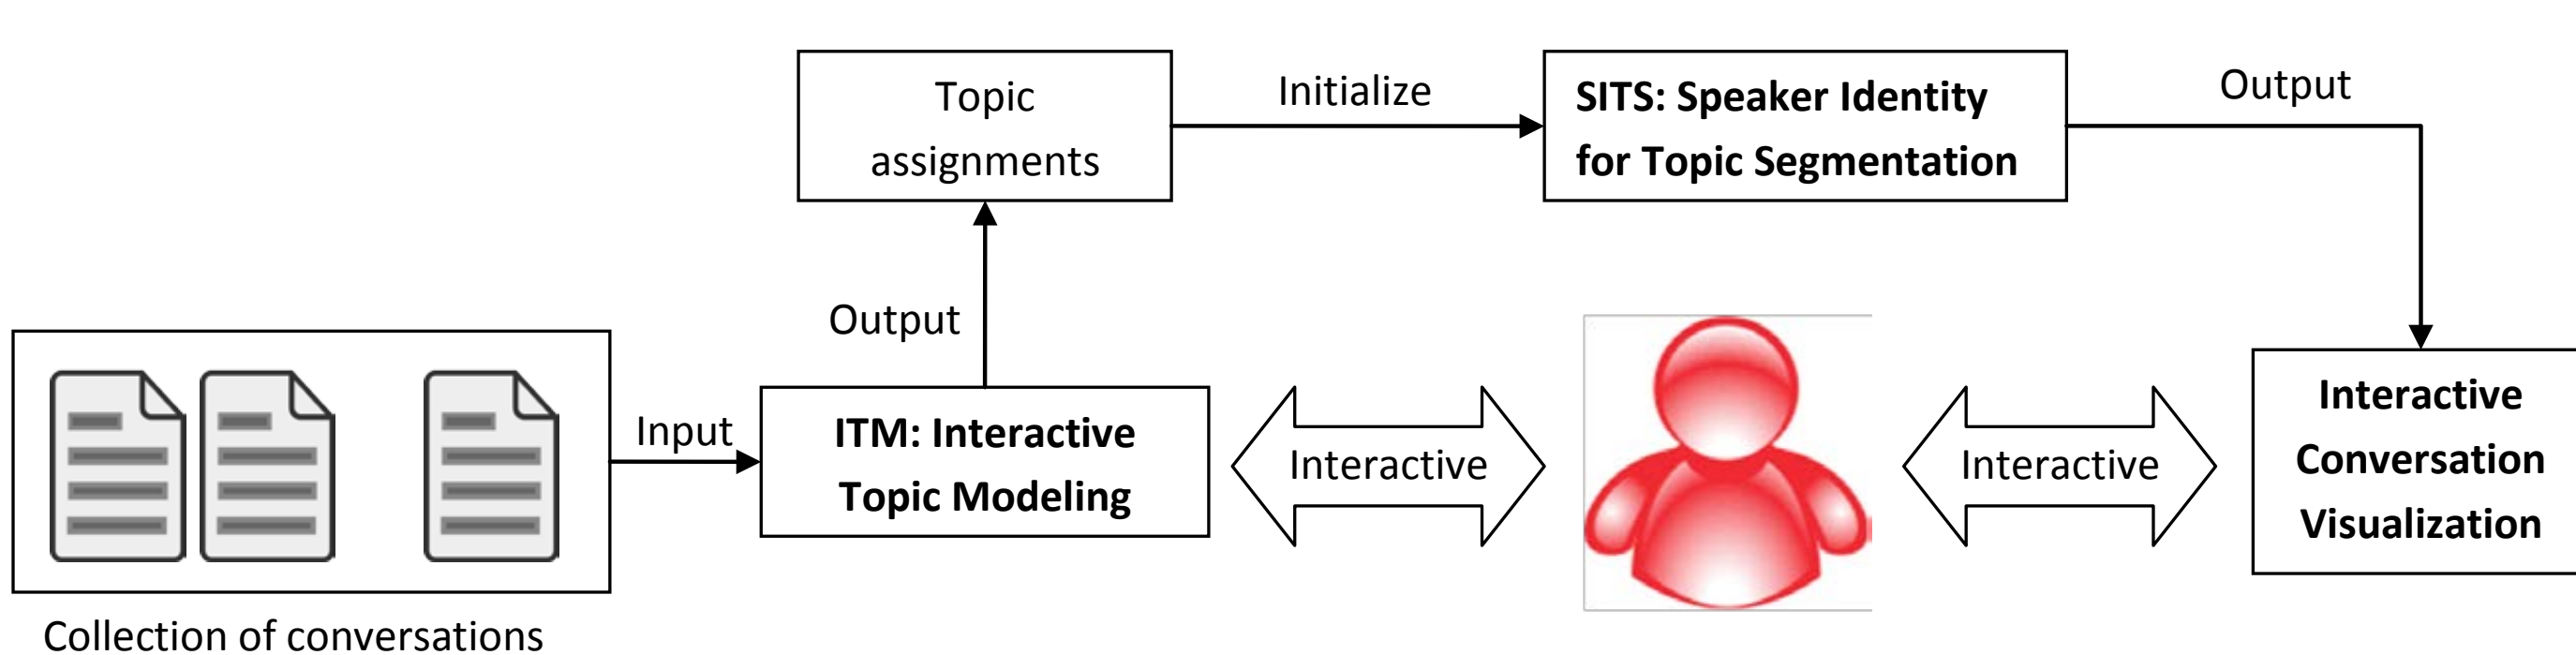 Topic
assignments
Initialize
SITS: Speaker Identity
for Topic Segmentation
Output
Output
Input
ITM: Interactive
Topic Modeling
Interactive
Interactive
Interactive
Conversation
Visualization
Collection of conversations